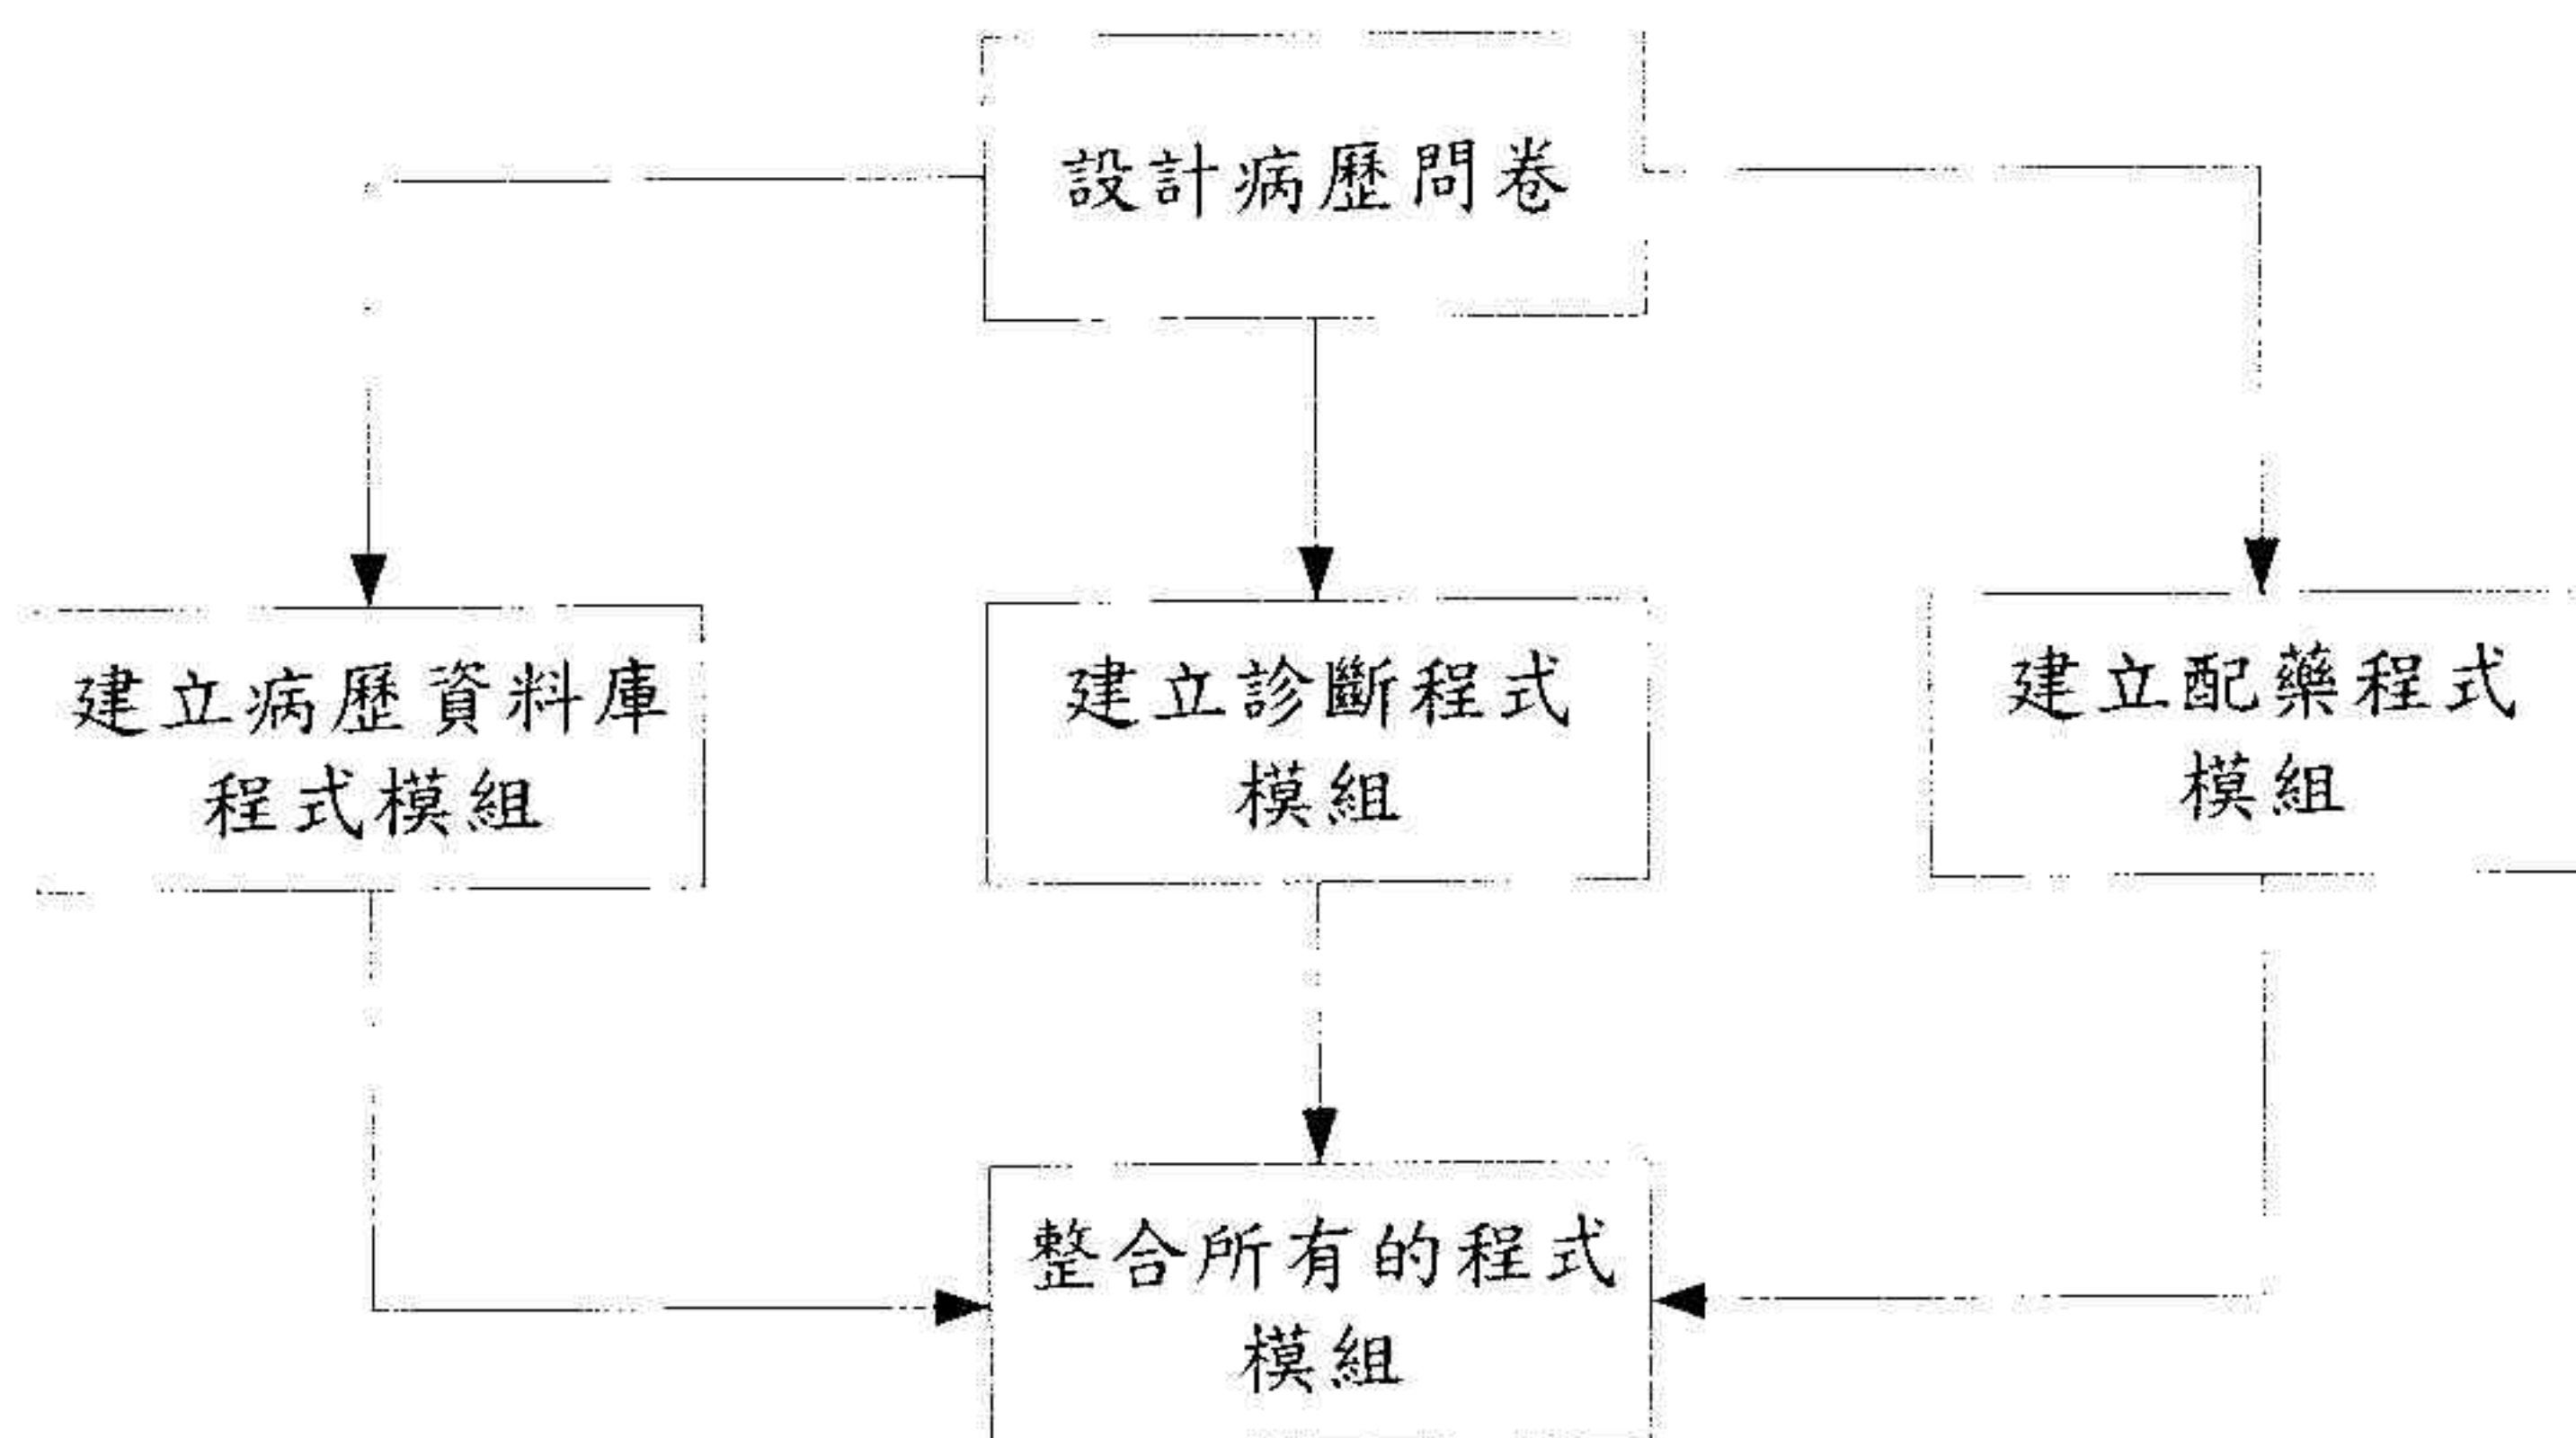 設計病歷問卷
建立病歷資料庫
程式模組
建立診斷程式
模組
建立配藥程式
模組
整合所有的程式
模組